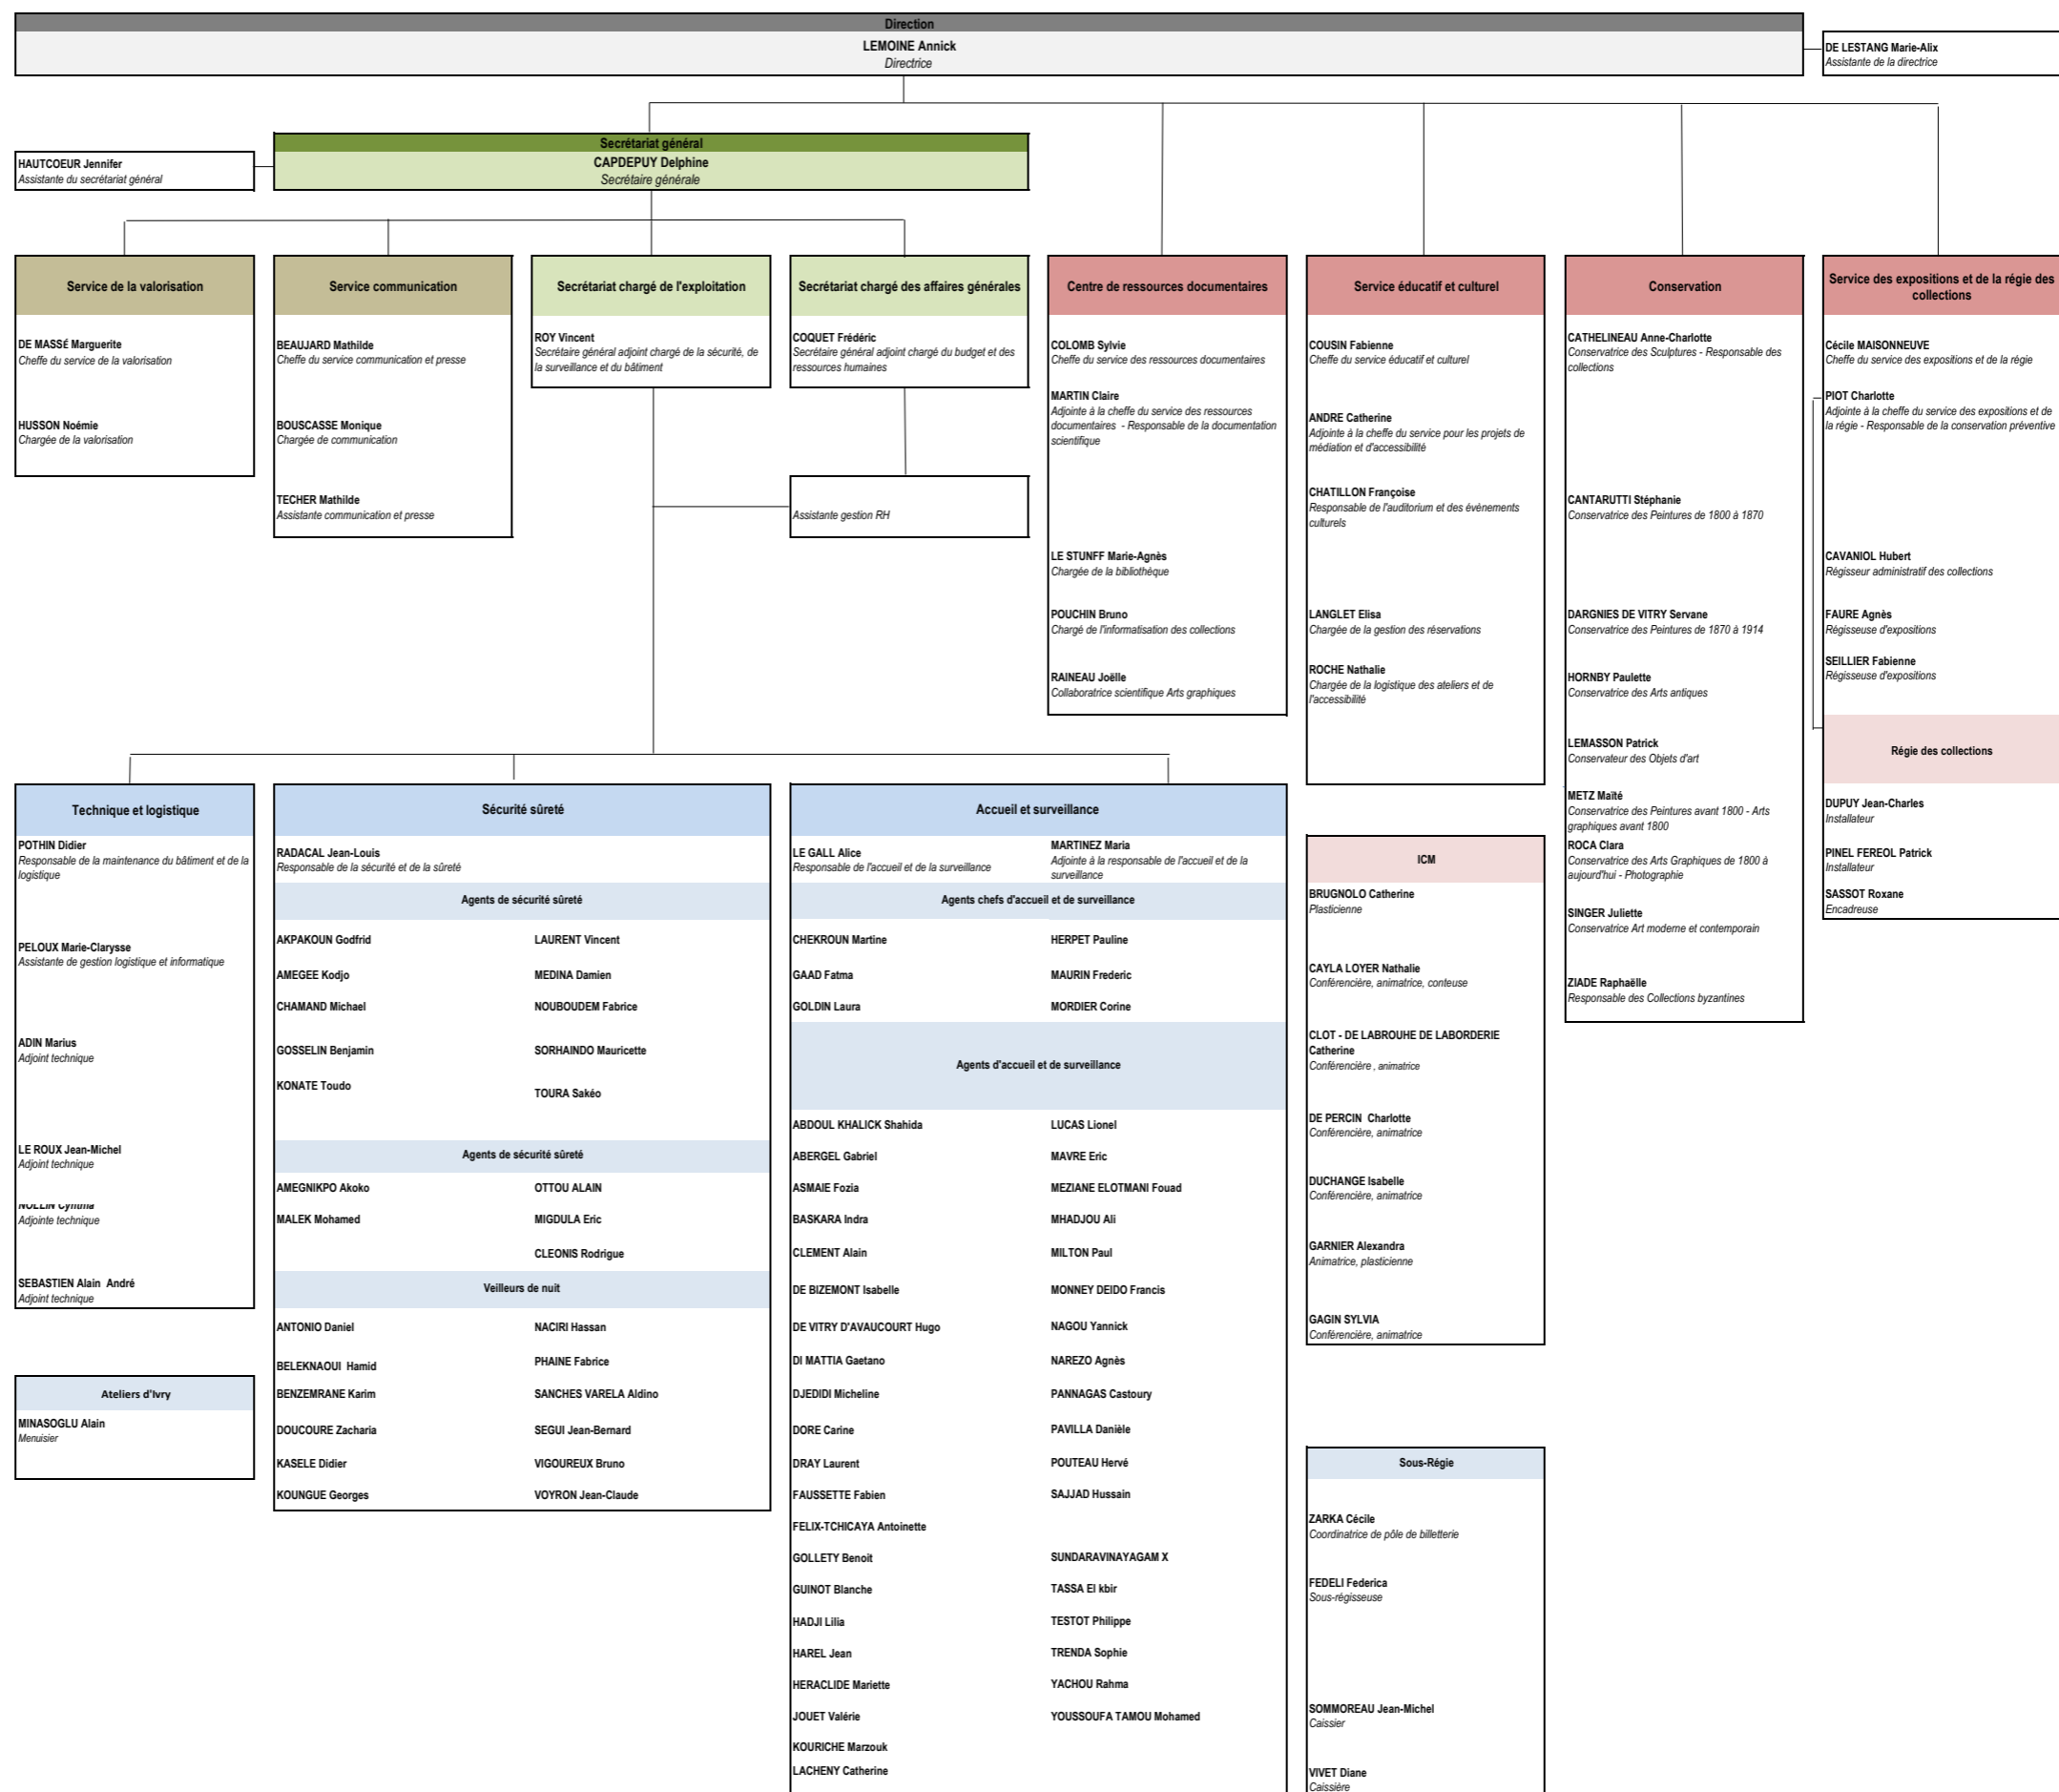 Direction
LEMOINE Annick
Directrice
DE LESTANG Marie-Alix
Assistante de la directrice
Secrétariat général
CAPDEPUY Delphine
Secrétaire générale
HAUTCOEUR Jennifer
Assistante du secrétariat général
Service de la valorisation
DE MASSÉ Marguerite
Cheffe du service de la valorisation
HUSSON Noémie
Chargée de la valorisation
Service communication
BEAUJARD Mathilde
Cheffe du service communication et presse
BOUSCASSE Monique
Chargée de communication
TECHER Mathilde
Assistante communication et presse
Secrétariat chargé de l'exploitation
ROY Vincent
Secrétaire général adjoint chargé de la sécurité, de
la surveillance et du bâtiment
Secrétariat chargé des affaires générales
COQUET Frédéric
Secrétaire général adjoint chargé du budget et des
ressources humaines
Assistante gestion RH
Centre de ressources documentaires
COLOMB Sylvie
Cheffe du service des ressources documentaires
MARTIN Claire
Adjointe à la cheffe du service des ressources
documentaires - Responsable de la documentation
scientifique
LE STUNFF Marie-Agnès
Chargée de la bibliothèque
POUCHIN Bruno
Chargé de l'informatisation des collections
RAINEAU Joëlle
Collaboratrice scientifique Arts graphiques
Service éducatif et culturel
COUSIN Fabienne
Cheffe du service éducatif et culturel
ANDRE Catherine
Adjointe à la cheffe du service pour les projets de
médiation et d'accessibilité
CHATILLON Françoise
Responsable de l'auditorium et des évènements
culturels
LANGLET Elisa
Chargée de la gestion des réservations
ROCHE Nathalie
Chargée de la logistique des ateliers et de
l'accessibilité
Conservation
CATHELINEAU Anne-Charlotte
Conservatrice des Sculptures - Responsable des
collections
CANTARUTTI Stéphanie
Conservatrice des Peintures de 1800 à 1870
DARGNIES DE VITRY Servane
Conservatrice des Peintures de 1870 à 1914
HORNBY Paulette
Conservatrice des Arts antiques
LEMASSON Patrick
Conservateur des Objets d'art
METZ Maïté
Conservatrice des Peintures avant 1800 - Arts
graphiques avant 1800
ROCA Clara
Conservatrice des Arts Graphiques de 1800 à
aujourd'hui - Photographie
SINGER Juliette
Conservatrice Art moderne et contemporain
ZIADE Raphaëlle
Responsable des Collections byzantines
Service des expositions et de la régie des
collections
Cécile MAISONNEUVE
Cheffe du service des expositions et de la régie
PIOT Charlotte
Adjointe à la cheffe du service des expositions et de
la régie - Responsable de la conservation préventive
CAVANIOL Hubert
Régisseur administratif des collections
FAURE Agnès
Régisseuse d'expositions
SEILLIER Fabienne
Régisseuse d'expositions
Régie des collections
DUPUY Jean-Charles
Installateur
PINEL FEREOL Patrick
Installateur
SASSOT Roxane
Encadreuse
Technique et logistique
POTHIN Didier
Responsable de la maintenance du bâtiment et de la
logistique
PELOUX Marie-Clarysse
Assistante de gestion logistique et informatique
ADIN Marius
Adjoint technique
LE ROUX Jean-Michel
Adjoint technique
NOLLIN Cynthia
Adjointe technique
SEBASTIEN Alain André
Adjoint technique
Ateliers d'Ivry
MINASOGLU Alain
Menuisier
Sécurité sûreté
RADACAL Jean-Louis
Responsable de la sécurité et de la sûreté
Agents de sécurité sûreté
AKPAKOUN Godfrid LAURENT Vincent
AMEGEE Kodjo MEDINA Damien
CHAMAND Michael NOUBOUDEM Fabrice
GOSSELIN Benjamin SORHAINDO Mauricette
KONATE Toudo TOURA Sakéo
Agents de sécurité sûreté
AMEGNIKPO Akoko OTTOU ALAIN
MALEK Mohamed MIGDULA Eric
CLEONIS Rodrigue
Veilleurs de nuit
ANTONIO Daniel NACIRI Hassan
BELEKNAOUI Hamid PHAINE Fabrice
BENZEMRANE Karim SANCHES VARELA Aldino
DOUCOURE Zacharia SEGUI Jean-Bernard
KASELE Didier VIGOUREUX Bruno
KOUNGUE Georges VOYRON Jean-Claude
Accueil et surveillance
LE GALL Alice
Responsable de l'accueil et de la surveillance
MARTINEZ Maria
Adjointe à la responsable de l'accueil et de la
surveillance
Agents chefs d'accueil et de surveillance
CHEKROUN Martine HERPET Pauline
GAAD Fatma MAURIN Frederic
GOLDIN Laura MORDIER Corine
Agents d'accueil et de surveillance
ABDOUL KHALICK Shahida LUCAS Lionel
ABERGEL Gabriel MAVRE Eric
ASMAIE Fozia MEZIANE ELOTMANI Fouad
BASKARA Indra MHADJOU Ali
CLEMENT Alain MILTON Paul
DE BIZEMONT Isabelle MONNEY DEIDO Francis
DE VITRY D'AVAUCOURT Hugo NAGOU Yannick
DI MATTIA Gaetano NAREZO Agnès
DJEDIDI Micheline PANNAGAS Castoury
DORE Carine PAVILLA Danièle
DRAY Laurent POUTEAU Hervé
FAUSSETTE Fabien SAJJAD Hussain
FELIX-TCHICAYA Antoinette
GOLLETY Benoit SUNDARAVINAYAGAM X
GUINOT Blanche TASSA El kbir
HADJI Lilia TESTOT Philippe
HAREL Jean TRENDA Sophie
HERACLIDE Mariette YACHOU Rahma
JOUET Valérie YOUSSOUFA TAMOU Mohamed
KOURICHE Marzouk
LACHENY Catherine
ICM
BRUGNOLO Catherine
Plasticienne
CAYLA LOYER Nathalie
Conférencière, animatrice, conteuse
CLOT - DE LABROUHE DE LABORDERIE
Catherine
Conférencière , animatrice
DE PERCIN Charlotte
Conférencière, animatrice
DUCHANGE Isabelle
Conférencière, animatrice
GARNIER Alexandra
Animatrice, plasticienne
GAGIN SYLVIA
Conférencière, animatrice
Sous-Régie
ZARKA Cécile
Coordinatrice de pôle de billetterie
FEDELI Federica
Sous-régisseuse
SOMMOREAU Jean-Michel
Caissier
VIVET Diane
Caissière